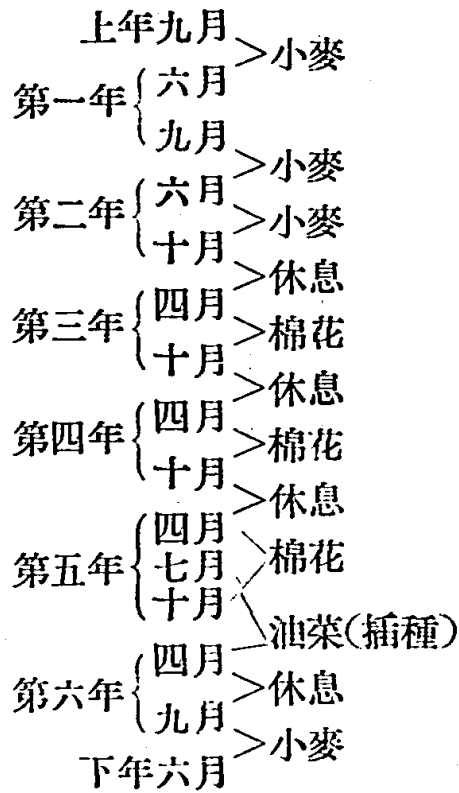 上年九月
小麥
第一年
六月
九月
小麥
第二年
六月
小麥
十月
休息
第三年
四月
棉花
十月
休息
第四年
四月
棉花
十月
休息
第五年
四月
七月
棉花
十月
油菜(插種)
第六年
四月
休息
九月
小麥
下年六月